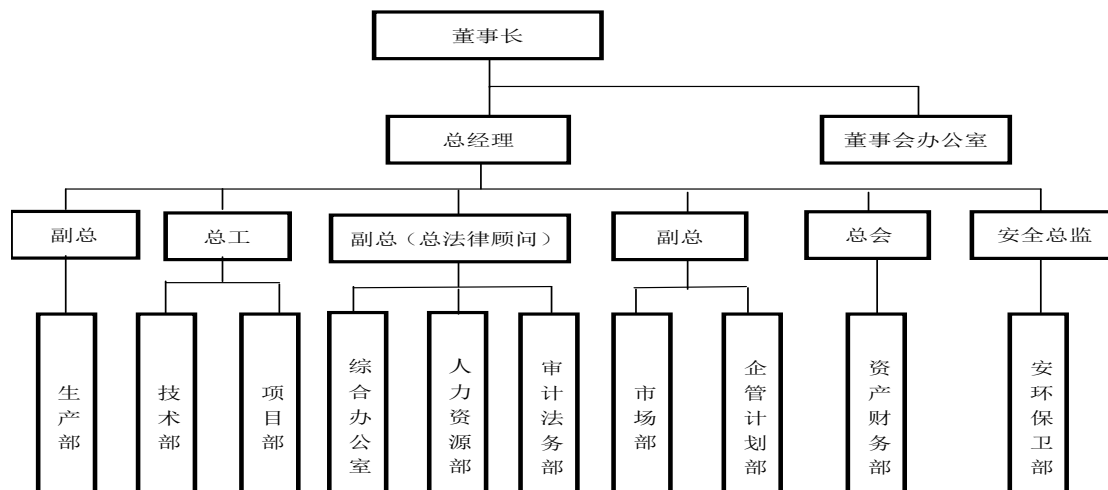 董事长
总经理
董事会办公室
副总
总工
副总（总法律顾问）
副总
总会
安全总监
生产部
技术部
项目部
综合办公室
人力资源部
审计法务部
市场部
企管计划部
资产财务部
安环保卫部